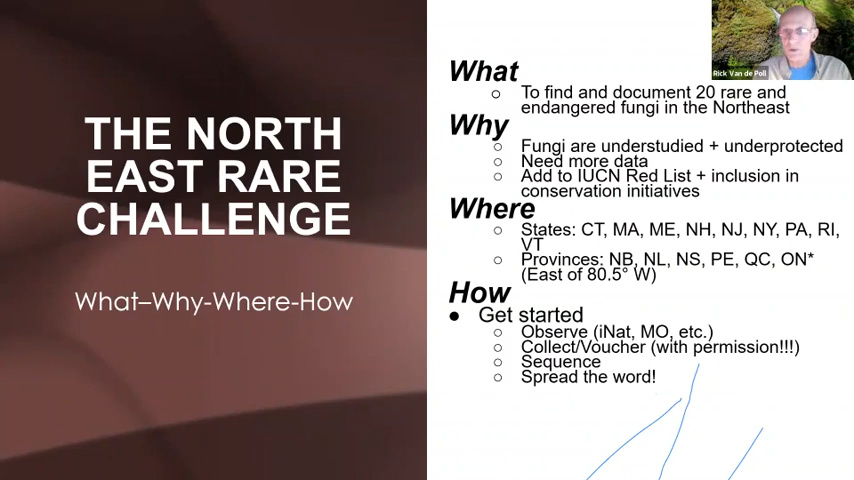 THE NORTH
EAST RARE
CHALLENGE
What–Why-Where-How
What
○ To find and document 20 rare and
endangered fungi in the Northeast
Why
○ Fungi are understudied + underprotected
○ Need more data
○ Add to IUCN Red List + inclusion in
conservation initiatives
Where
○ States: CT, MA, ME, NH, NJ, NY, PA, RI,
VT
○ Provinces: NB, NL, NS, PE, QC, ON*
(East of 80.5° W)
How
● Get started
○ Observe (iNat, MO, etc.)
○ Collect/Voucher (with permission!!!)
○ Sequence
○ Spread the word!
Rick Van de Poll